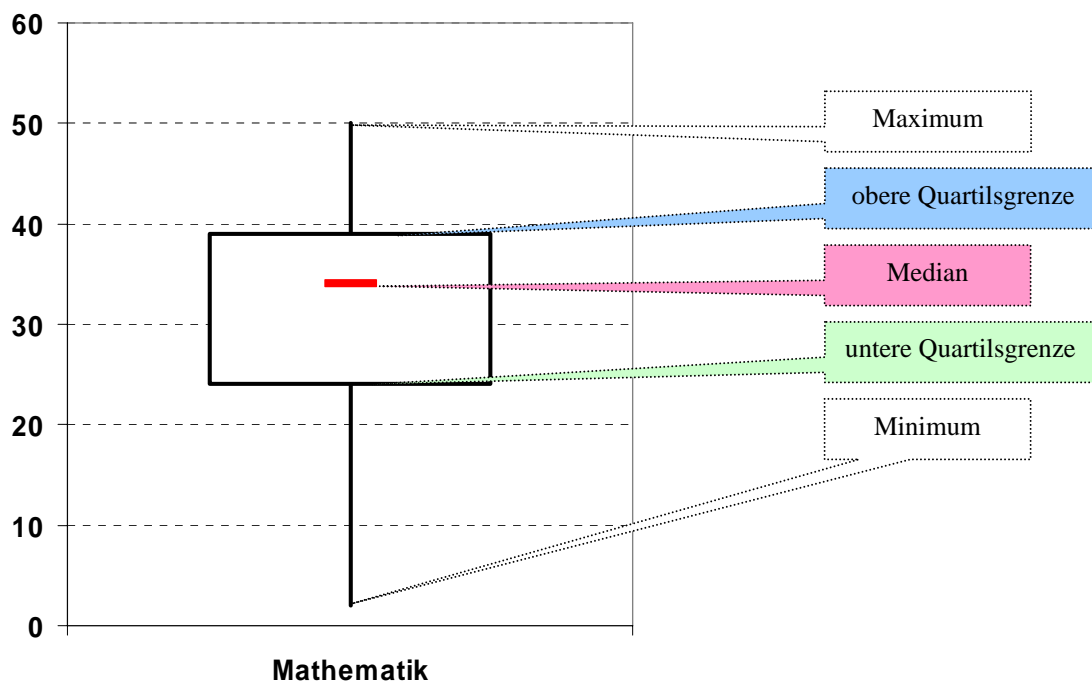 60
50
40
30
20
10
0
Mathematik
Maximum
obere Quartilsgrenze
Median
untere Quartilsgrenze
Minimum